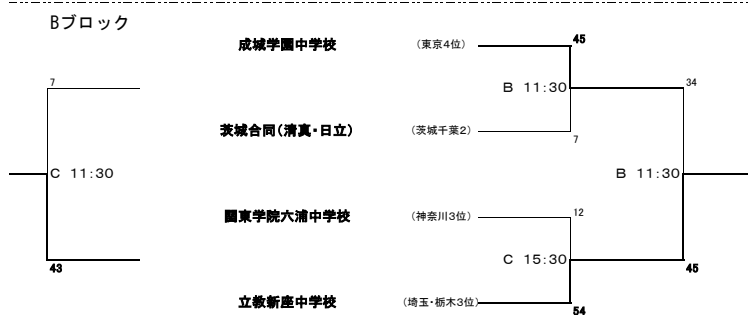 Bブロック
成城学園中学校 (東京4位) 45
7 B 11:30 34
茨城合同(清真・日立) (茨城千葉2) 7
C 11:30 B 11:30
関東学院六浦中学校 (神奈川3位) 12
43 C 15:30 45
立教新座中学校 (埼玉・栃木3位) 54